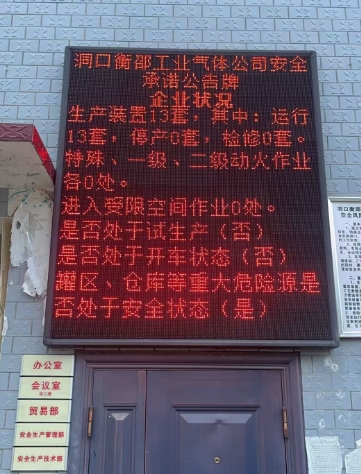 洞口衡邵工业气体公司安全
承诺公告牌
企业状况
生产装置13套，其中：运行
13套，停产0套，检修0套。
特殊、一级、二级动火作业
各0处。
进入受限空间作业0处。
是否处于试生产（否）
是否处于开车状态（否）
罐区、仓库等重大危险源是
否处于安全状态（是）
办公室
会议室
贸易部
安全生产管理部
安全生产技术部